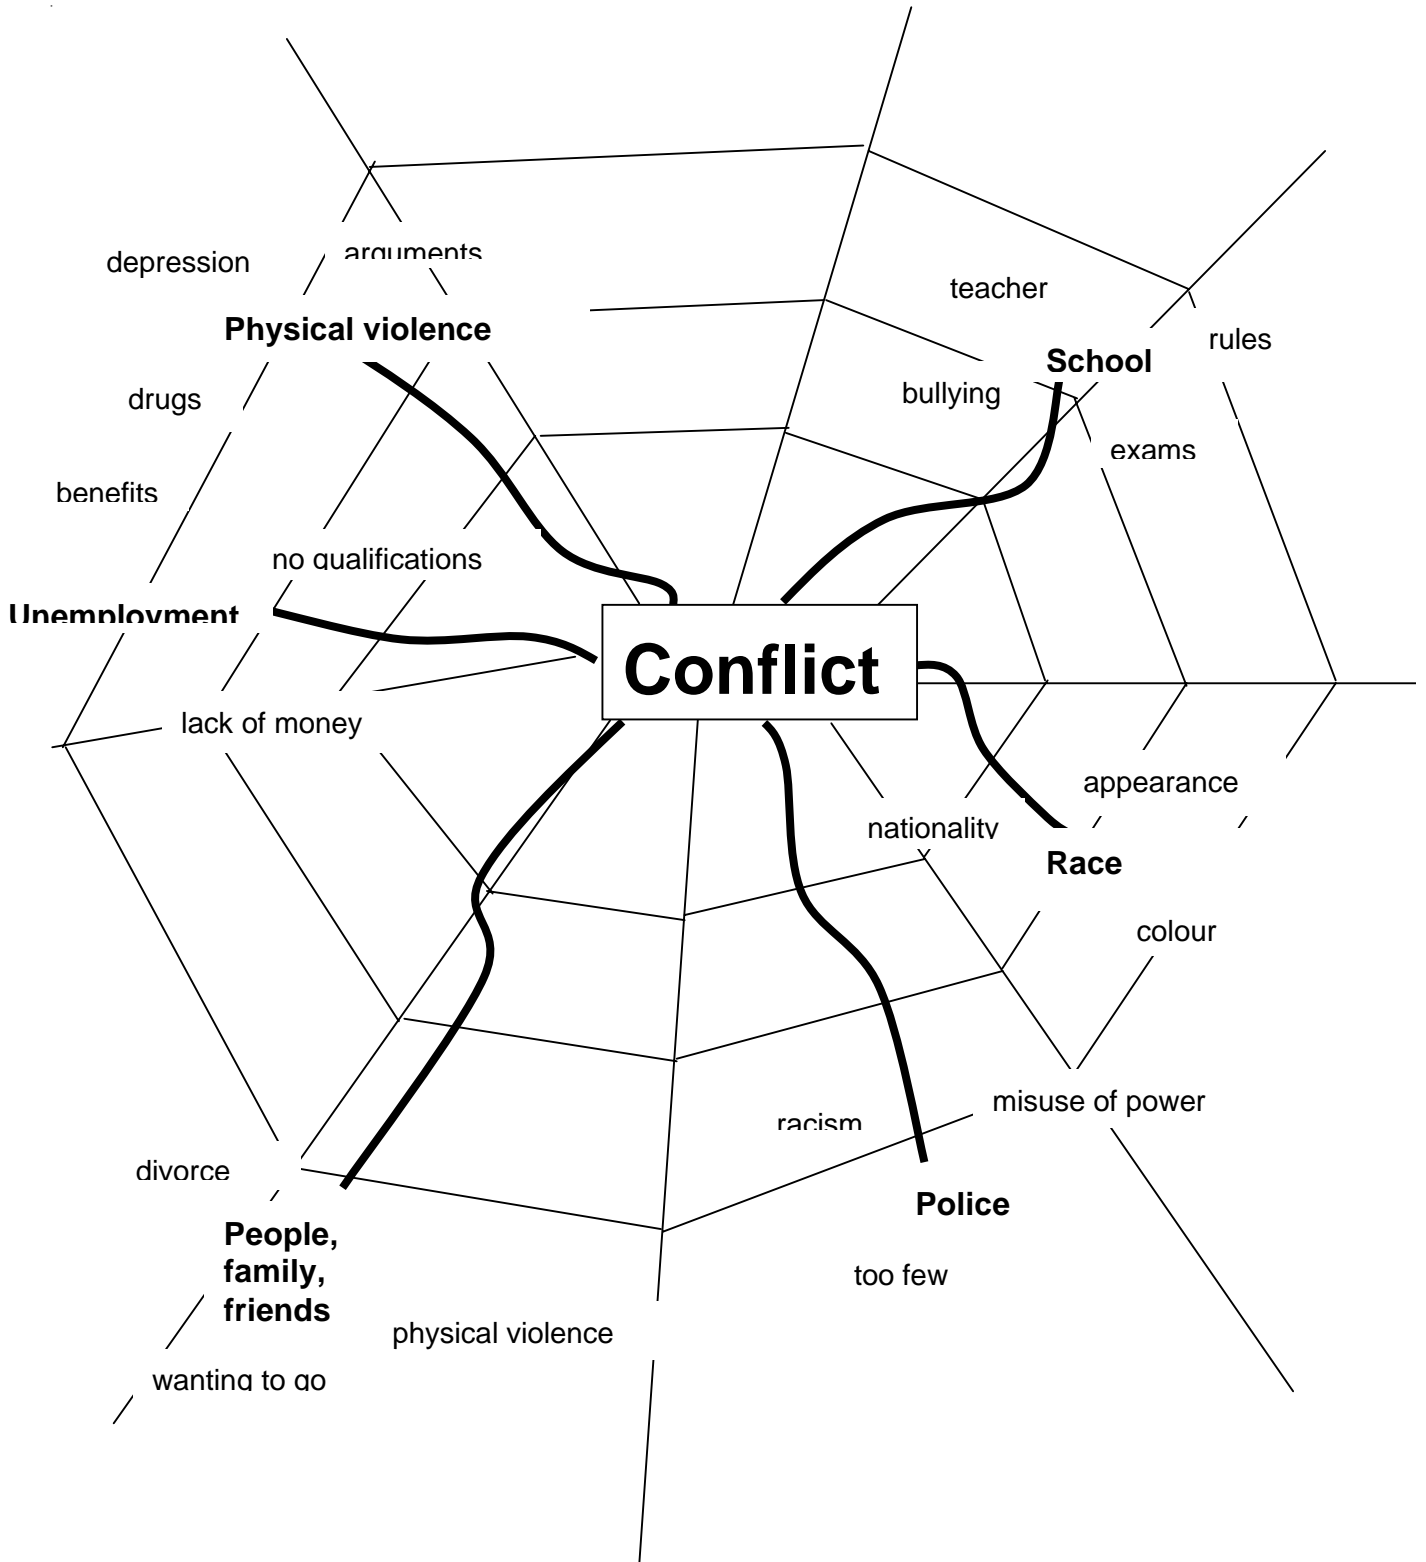 depression
arguments
Physical violence
drugs
benefits
no qualifications
Unemployment
lack of money
teacher
rules
School
bullying
exams
Conflict
appearance
nationality
Race
colour
misuse of power
racism
Police
too few
divorce
People,
family,
friends
physical violence
wanting to go